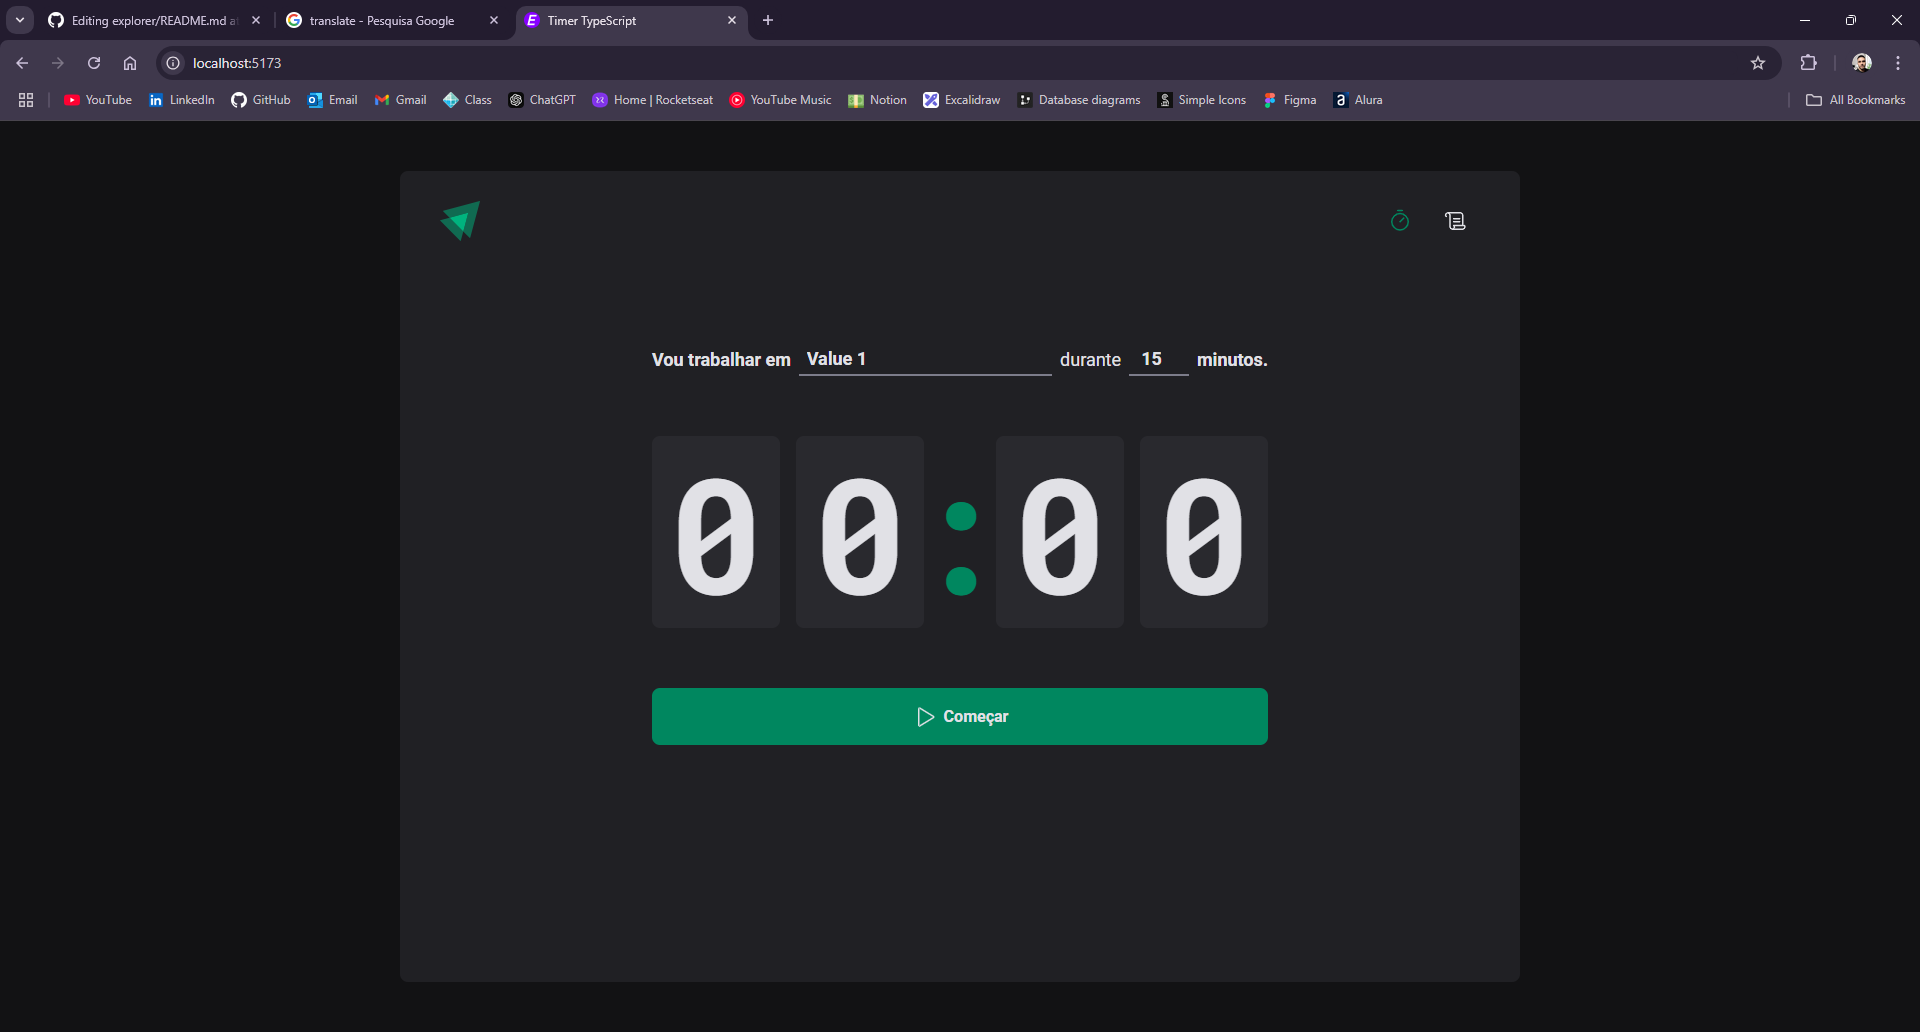 Editing explorer/README.md a
translate - Pesquisa Google
Timer TypeScript
localhost:5173
YouTube
LinkedIn
GitHub
Email
Gmail
Class
ChatGPT
Home | Rocketseat
YouTube Music
Notion
Excalidraw
Database diagrams
Simple Icons
Figma
Alura
All Bookmarks
Vou trabalhar em Value 1 durante 15 minutos.
00:00
Começar